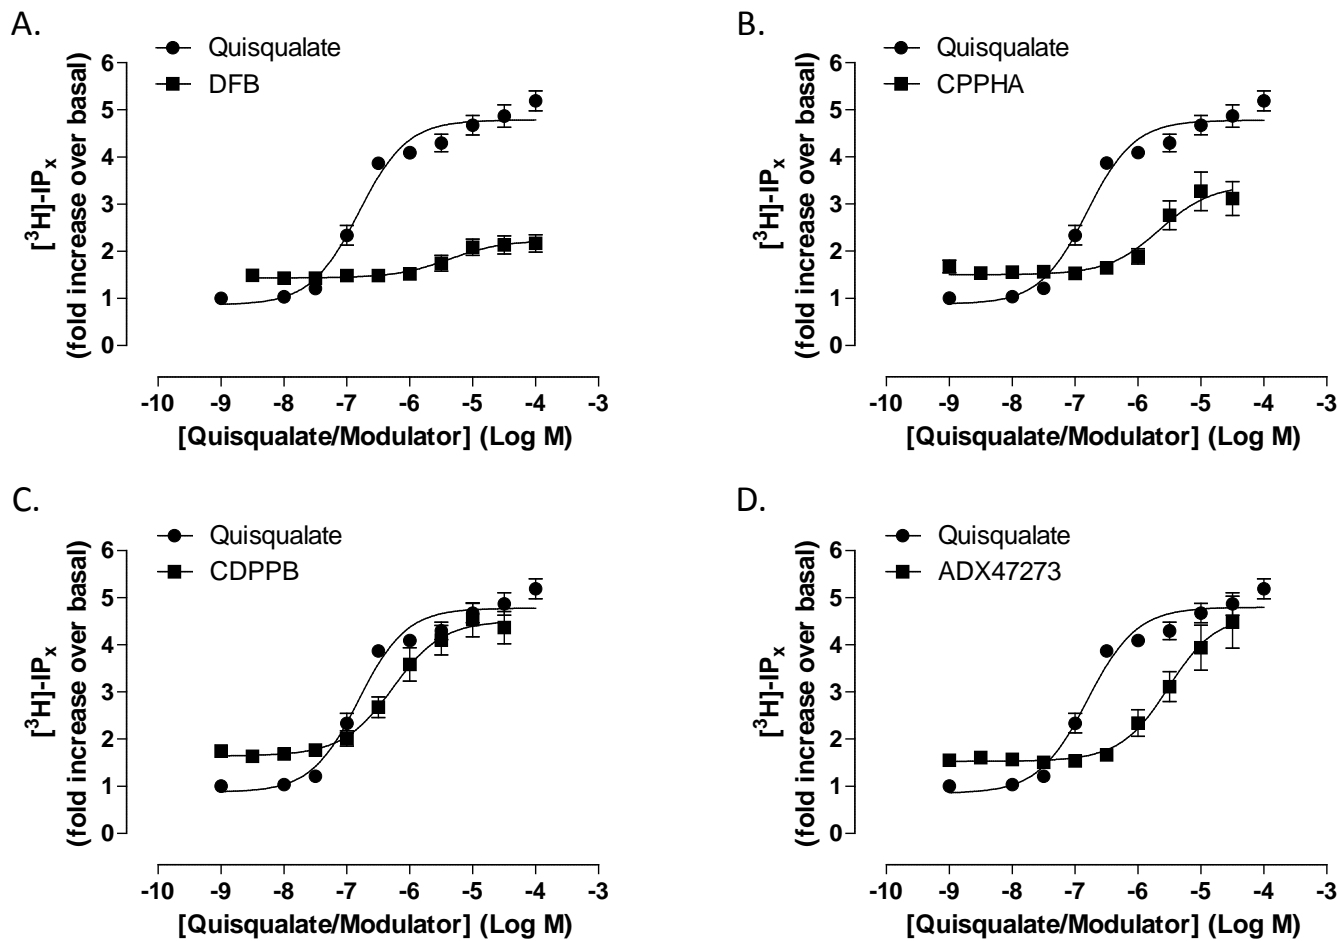 A.
Quisqualate
DFB
[³H]-IPₓ
(fold increase over basal)
6
5
4
3
2
1
0
-10 -9 -8 -7 -6 -5 -4 -3
[Quisqualate/Modulator] (Log M)
B.
Quisqualate
CPPHA
[³H]-IPₓ
(fold increase over basal)
6
5
4
3
2
1
0
-10 -9 -8 -7 -6 -5 -4 -3
[Quisqualate/Modulator] (Log M)
C.
Quisqualate
CDPPB
[³H]-IPₓ
(fold increase over basal)
6
5
4
3
2
1
0
-10 -9 -8 -7 -6 -5 -4 -3
[Quisqualate/Modulator] (Log M)
D.
Quisqualate
ADX47273
[³H]-IPₓ
(fold increase over basal)
6
5
4
3
2
1
0
-10 -9 -8 -7 -6 -5 -4 -3
[Quisqualate/Modulator] (Log M)